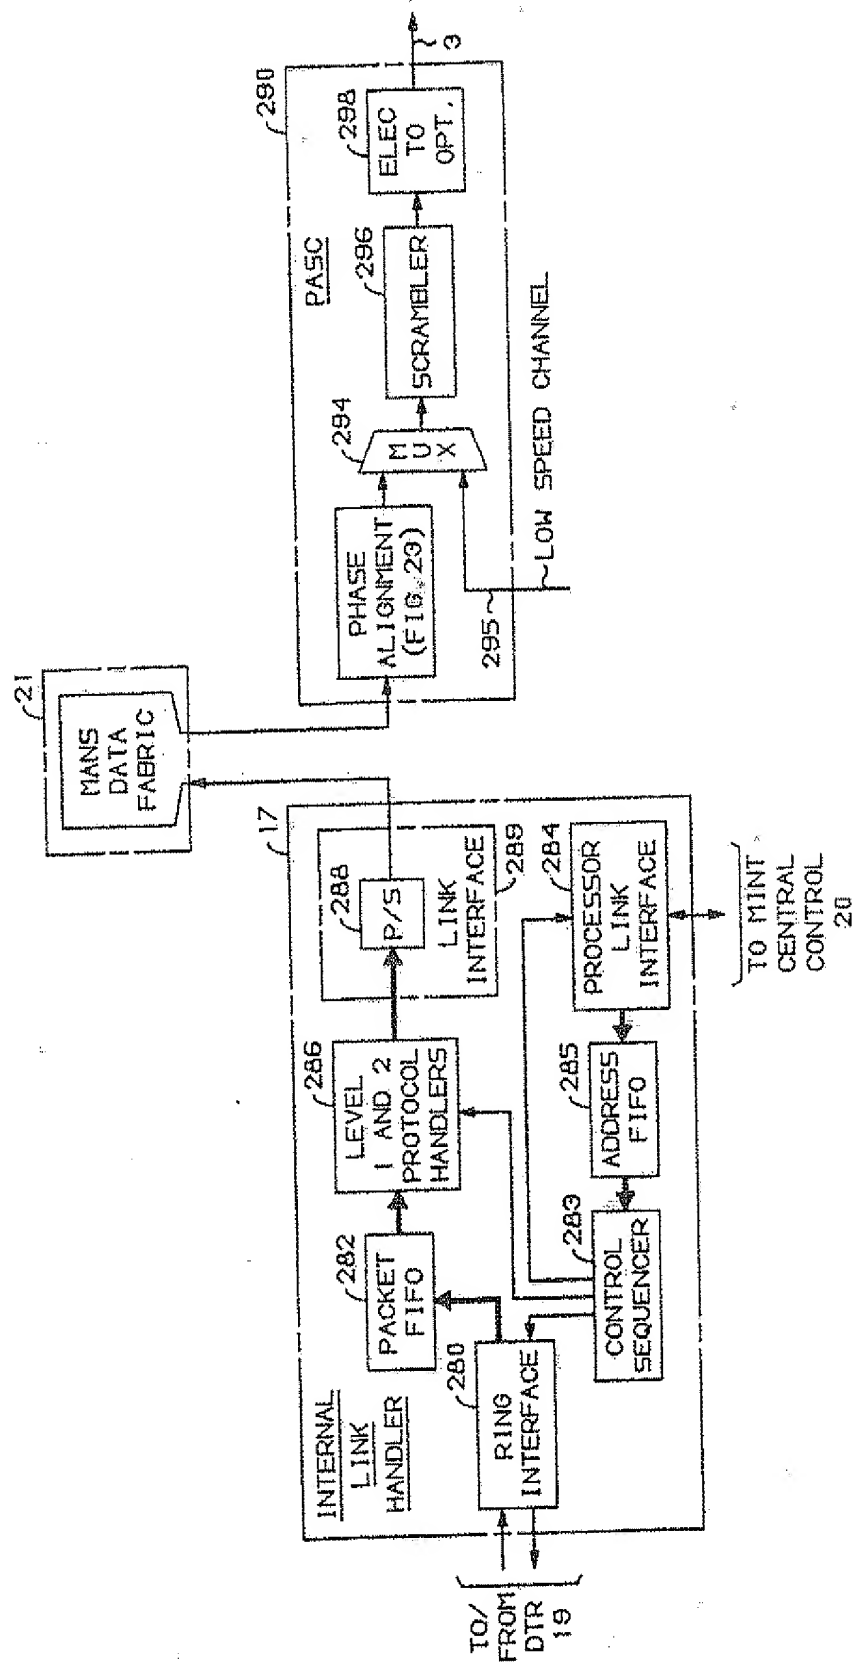 INTERNAL
LINK
HANDLER
17
TO/
FROM
DTR
19
280
RING
INTERFACE
282
PACKET
FIFO
286
LEVEL
1 AND 2
PROTOCOL
HANDLERS
288
P/S
LINK
INTERFACE
289
283
CONTROL
SEQUENCER
285
ADDRESS
FIFO
284
PROCESSOR
LINK
INTERFACE
TO MINT
CENTRAL
CONTROL
20
21
MANS
DATA
FABRIC
290
PASC
PHASE
ALIGNMENT
(FIG. 23)
294
MUX
295
LOW SPEED CHANNEL
296
SCRAMBLER
298
ELEC
TO
OPT.
3